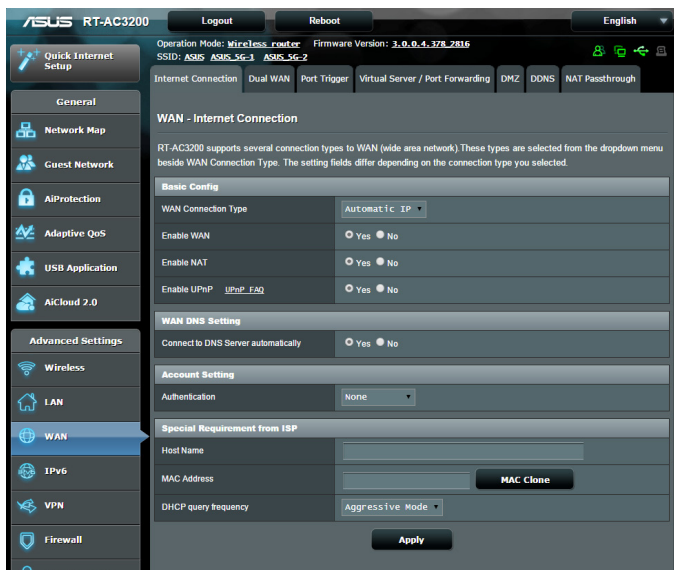 ASUS RT-AC3200 Logout Reboot English
Quick Internet Setup
Operation Mode: Wireless router Firmware Version: 3.0.0.4.378_2816
SSID: ASUS ASUS_5G-1 ASUS_5G-2
Internet Connection Dual WAN Port Trigger Virtual Server / Port Forwarding DMZ DDNS NAT Passthrough
General
Network Map
Guest Network
AiProtection
Adaptive QoS
USB Application
AiCloud 2.0
Advanced Settings
Wireless
LAN
WAN
IPv6
VPN
Firewall
WAN - Internet Connection
RT-AC3200 supports several connection types to WAN (wide area network).These types are selected from the dropdown menu
beside WAN Connection Type. The setting fields differ depending on the connection type you selected.
Basic Config
WAN Connection Type Automatic IP
Enable WAN Yes No
Enable NAT Yes No
Enable UPnP UPnP FAQ Yes No
WAN DNS Setting
Connect to DNS Server automatically Yes No
Account Setting
Authentication None
Special Requirement from ISP
Host Name
MAC Address MAC Clone
DHCP query frequency Aggressive Mode
Apply